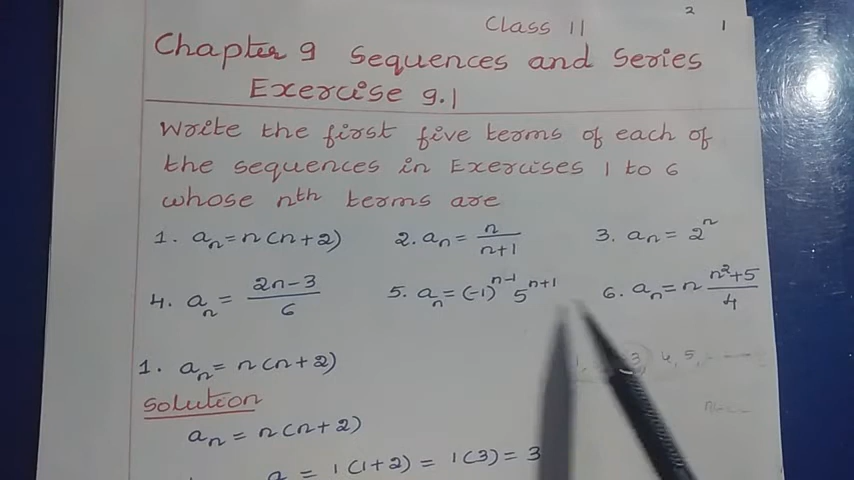 2
1
Class 11
Chapter 9 Sequences and Series
Exercise 9.1
Write the first five terms of each of
the sequences in Exercises 1 to 6
whose nth terms are
1. aₙ = n(n+2) 2. aₙ = n/(n+1) 3. aₙ = 2ⁿ
4. aₙ = (2n-3)/6 5. aₙ = (-1)ⁿ⁻¹ 5ⁿ⁺¹ 6. aₙ = n (n²+5)/4
1. aₙ = n(n+2)
Solution
aₙ = n(n+2)
= 1(1+2) = 1(3) = 3